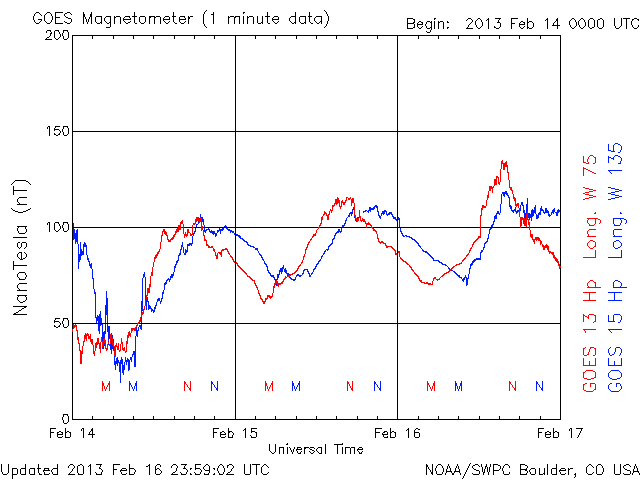 GOES Magnetometer (1 minute data)
Begin: 2013 Feb 14 0000 UTC
200
150
100
50
0
NanoTesla (nT)
M M N N M M N N M M N N
Feb 14 Feb 15 Feb 16 Feb 17
Universal Time
GOES 13 Hp Long. W 75
GOES 15 Hp Long. W 135
Updated 2013 Feb 16 23:59:02 UTC
NOAA/SWPC Boulder, CO USA